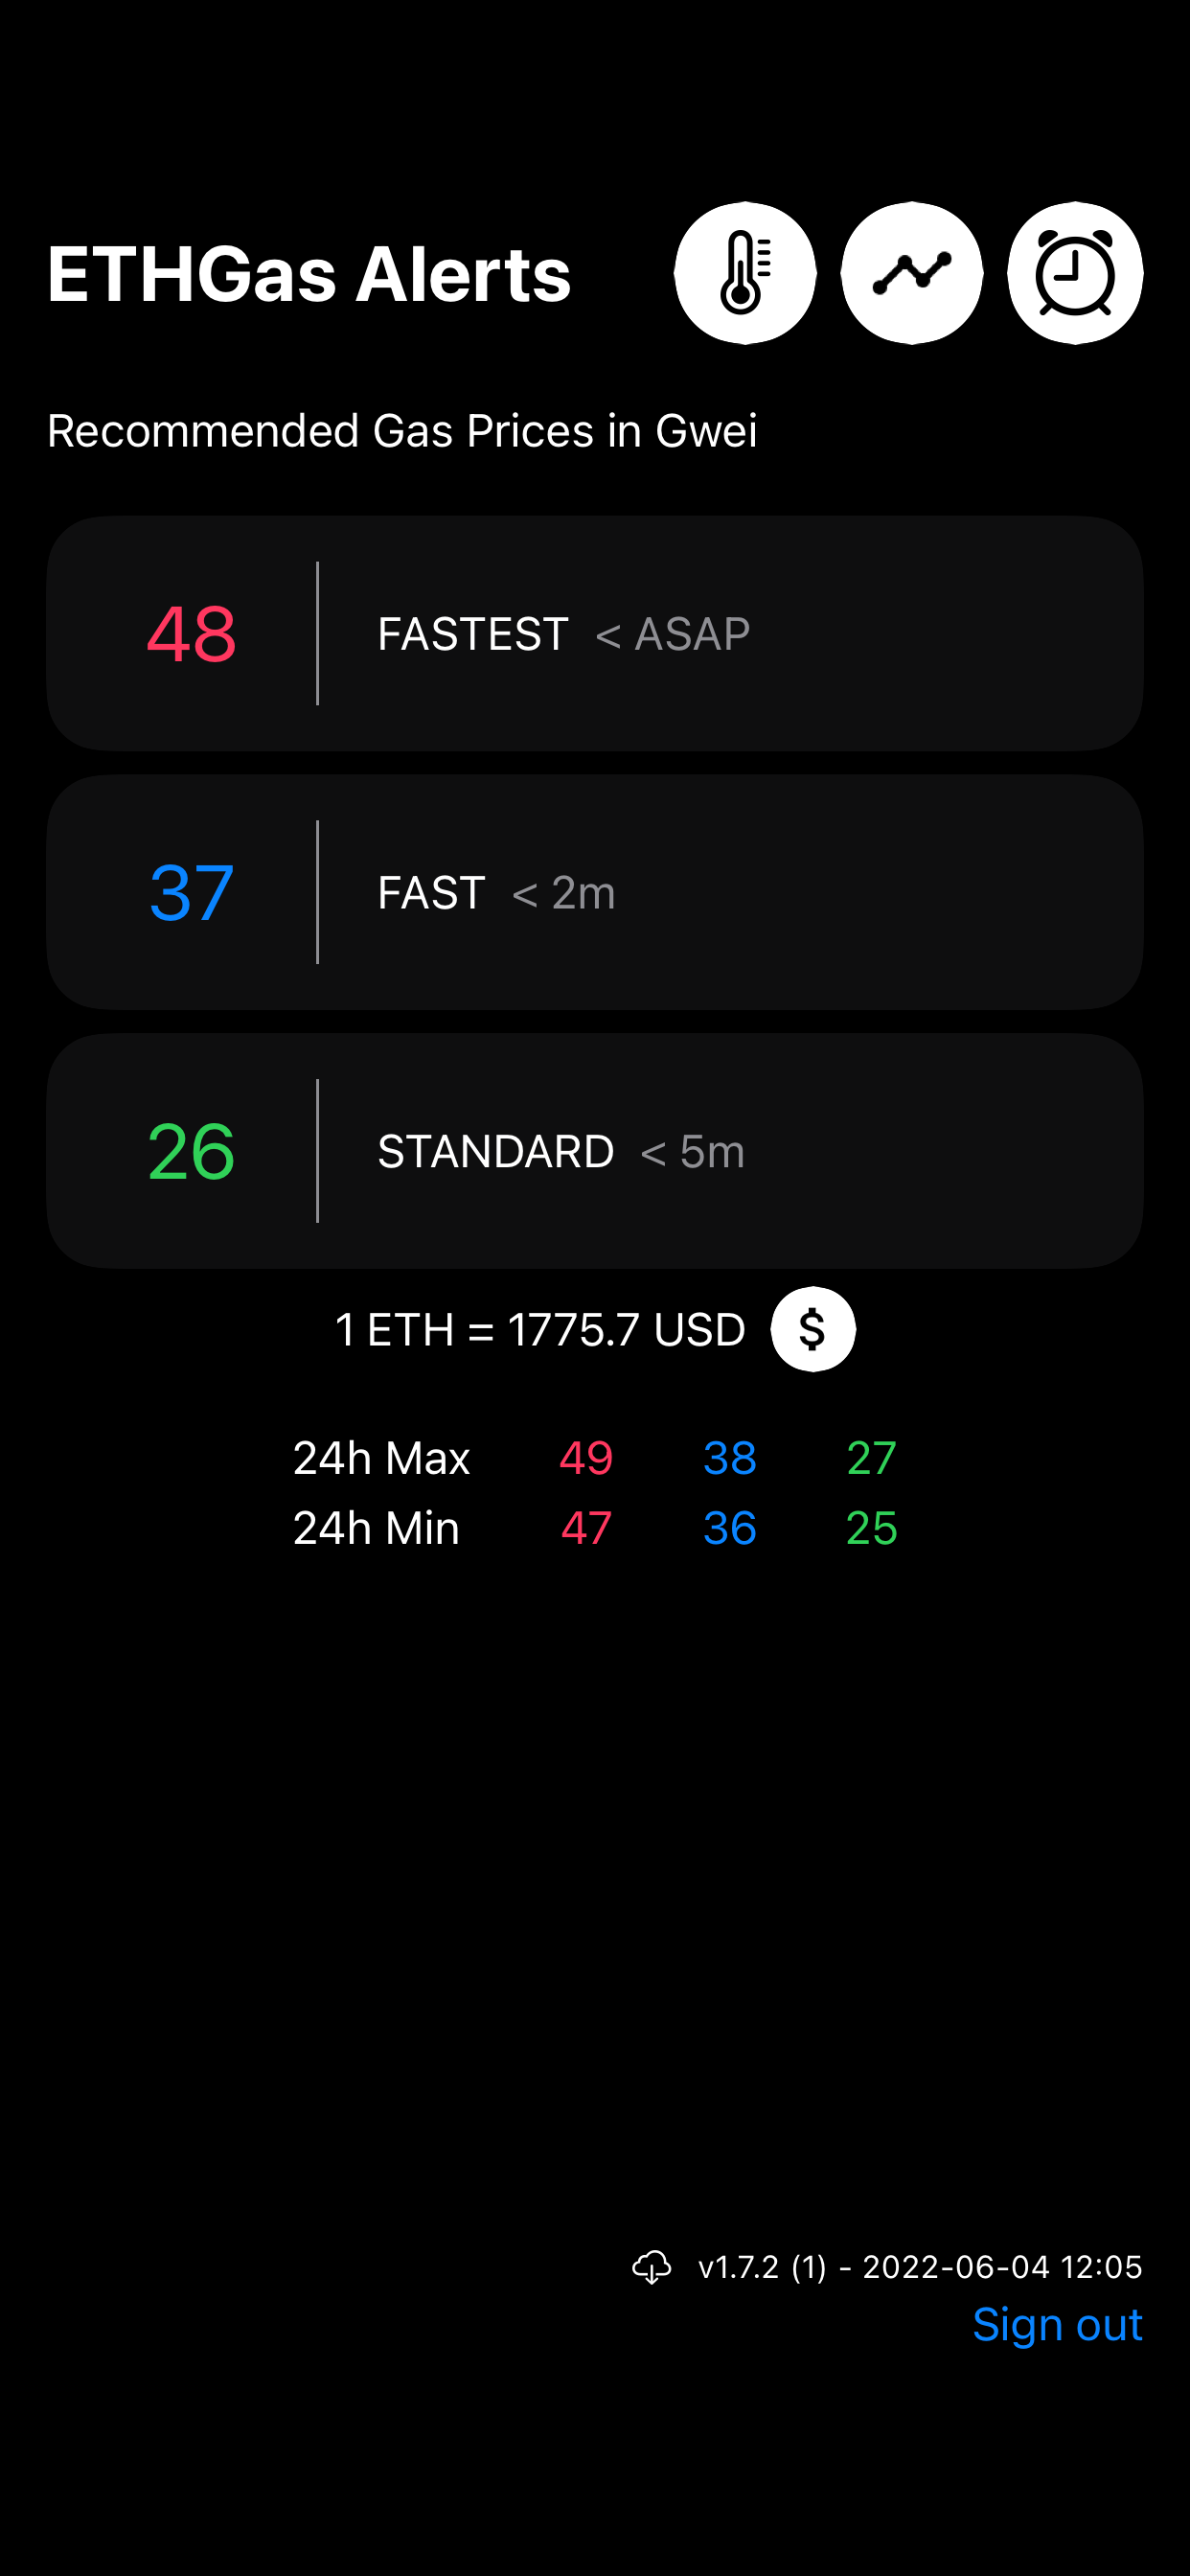 ETHGas Alerts
Recommended Gas Prices in Gwei
48 FASTEST < ASAP
37 FAST < 2m
26 STANDARD < 5m
1 ETH = 1775.7 USD $
24h Max 49 38 27
24h Min 47 36 25
v1.7.2 (1) - 2022-06-04 12:05
Sign out